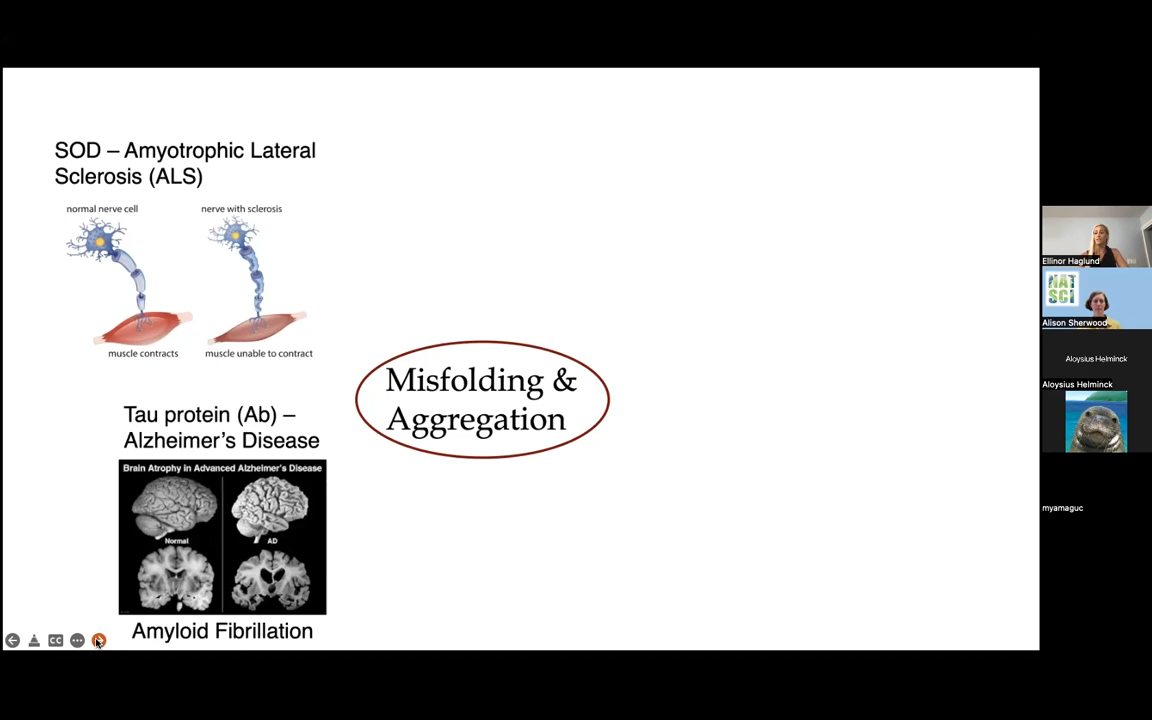 SOD – Amyotrophic Lateral
Sclerosis (ALS)
normal nerve cell
nerve with sclerosis
muscle contracts
muscle unable to contract
Misfolding &
Aggregation
Tau protein (Ab) –
Alzheimer's Disease
Brain Atrophy in Advanced Alzheimer's Disease
Normal
AD
Amyloid Fibrillation
CC
Ellinor Haglund
NAT
SCI
Alison Sherwood
Aloysius Helminck
Aloysius Helminck
myamaguc